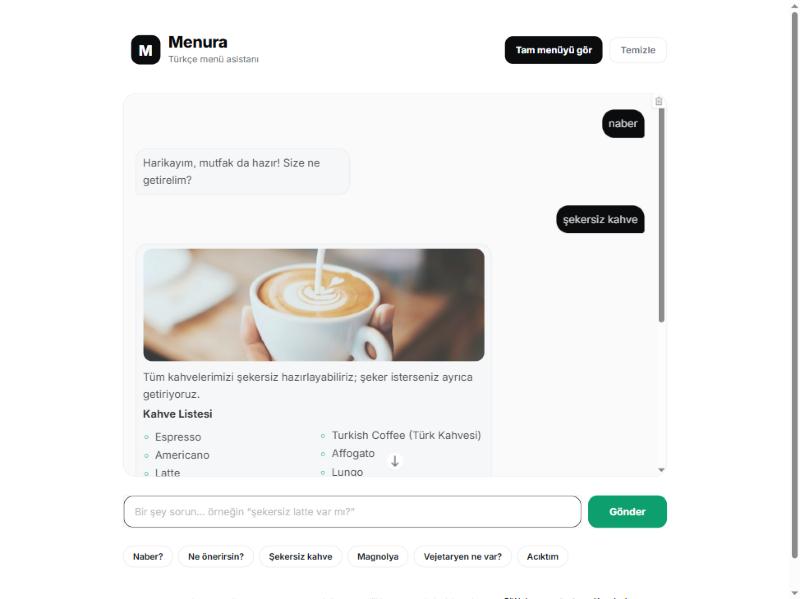 M
Menura
Türkçe menü asistanı
Tam menüyü gör
Temizle
naber
Harikayım, mutfak da hazır! Size ne
getirelim?
şekersiz kahve
Tüm kahvelerimizi şekersiz hazırlayabiliriz; şeker isterseniz ayrıca
getiriyoruz.
Kahve Listesi
Espresso
Americano
Latte
Turkish Coffee (Türk Kahvesi)
Affogato
Lungo
Bir şey sorun... örneğin "şekersiz latte var mı?"
Gönder
Naber?
Ne önerirsin?
Şekersiz kahve
Magnolya
Vejetaryen ne var?
Acıktım